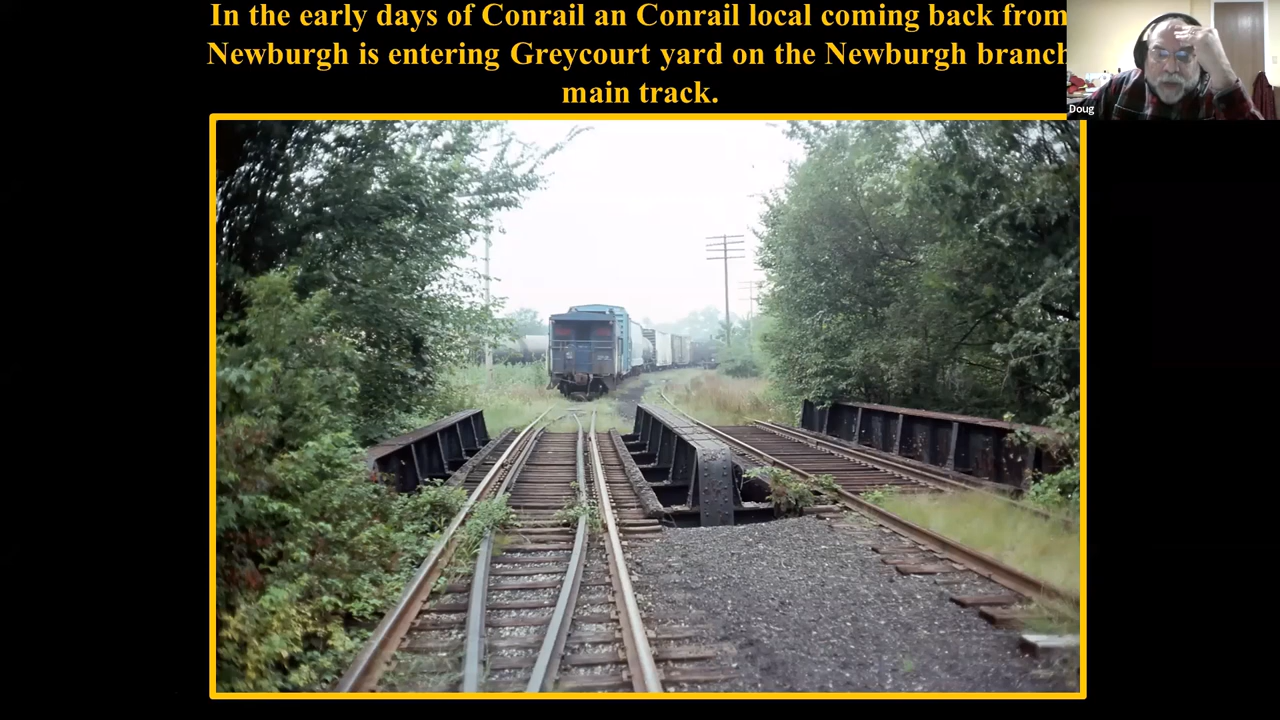 In the early days of Conrail an Conrail local coming back from
Newburgh is entering Greycourt yard on the Newburgh branch
main track.
Doug